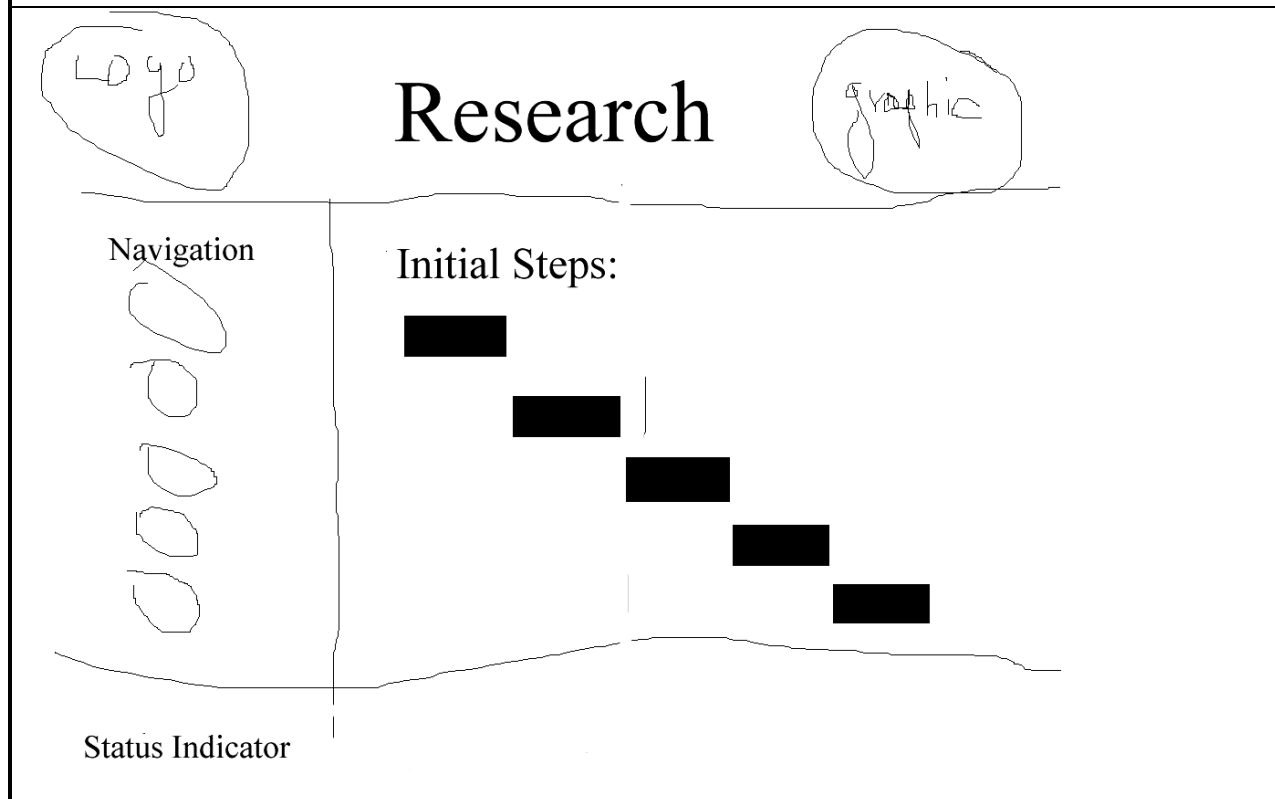 Logo
Research
graphic
Navigation
Initial Steps:
Status Indicator